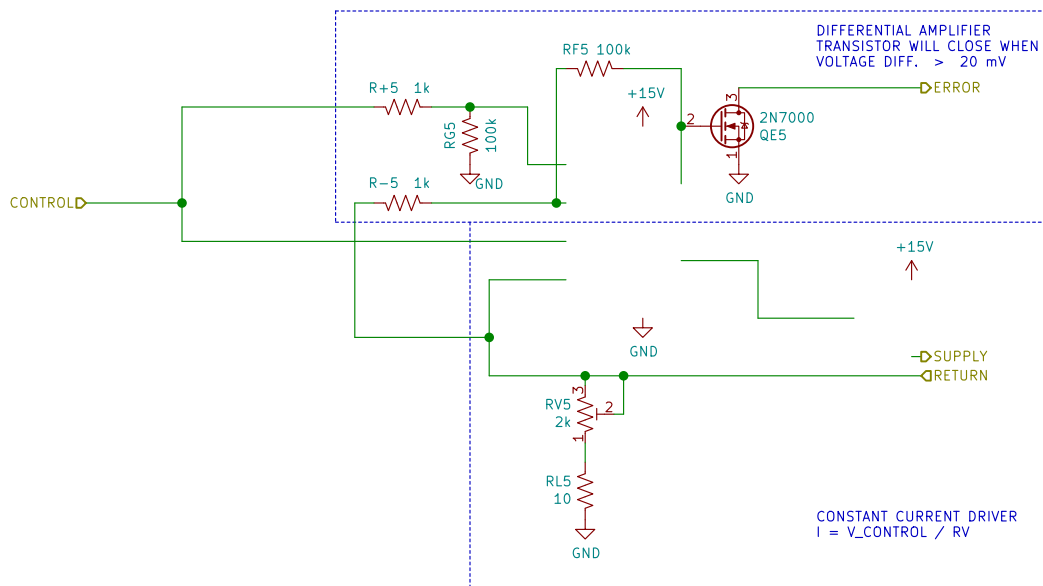 DIFFERENTIAL AMPLIFIER
TRANSISTOR WILL CLOSE WHEN
VOLTAGE DIFF. > 20 mV
RF5 100k
+15V
3
ERROR
R+5 1k
2N7000
QE5
2
1
RG5
100k
GND
R-5 1k
GND
CONTROL
+15V
GND
SUPPLY
RETURN
3
RV5
2k
2
1
RL5
10
GND
CONSTANT CURRENT DRIVER
I = V_CONTROL / RV